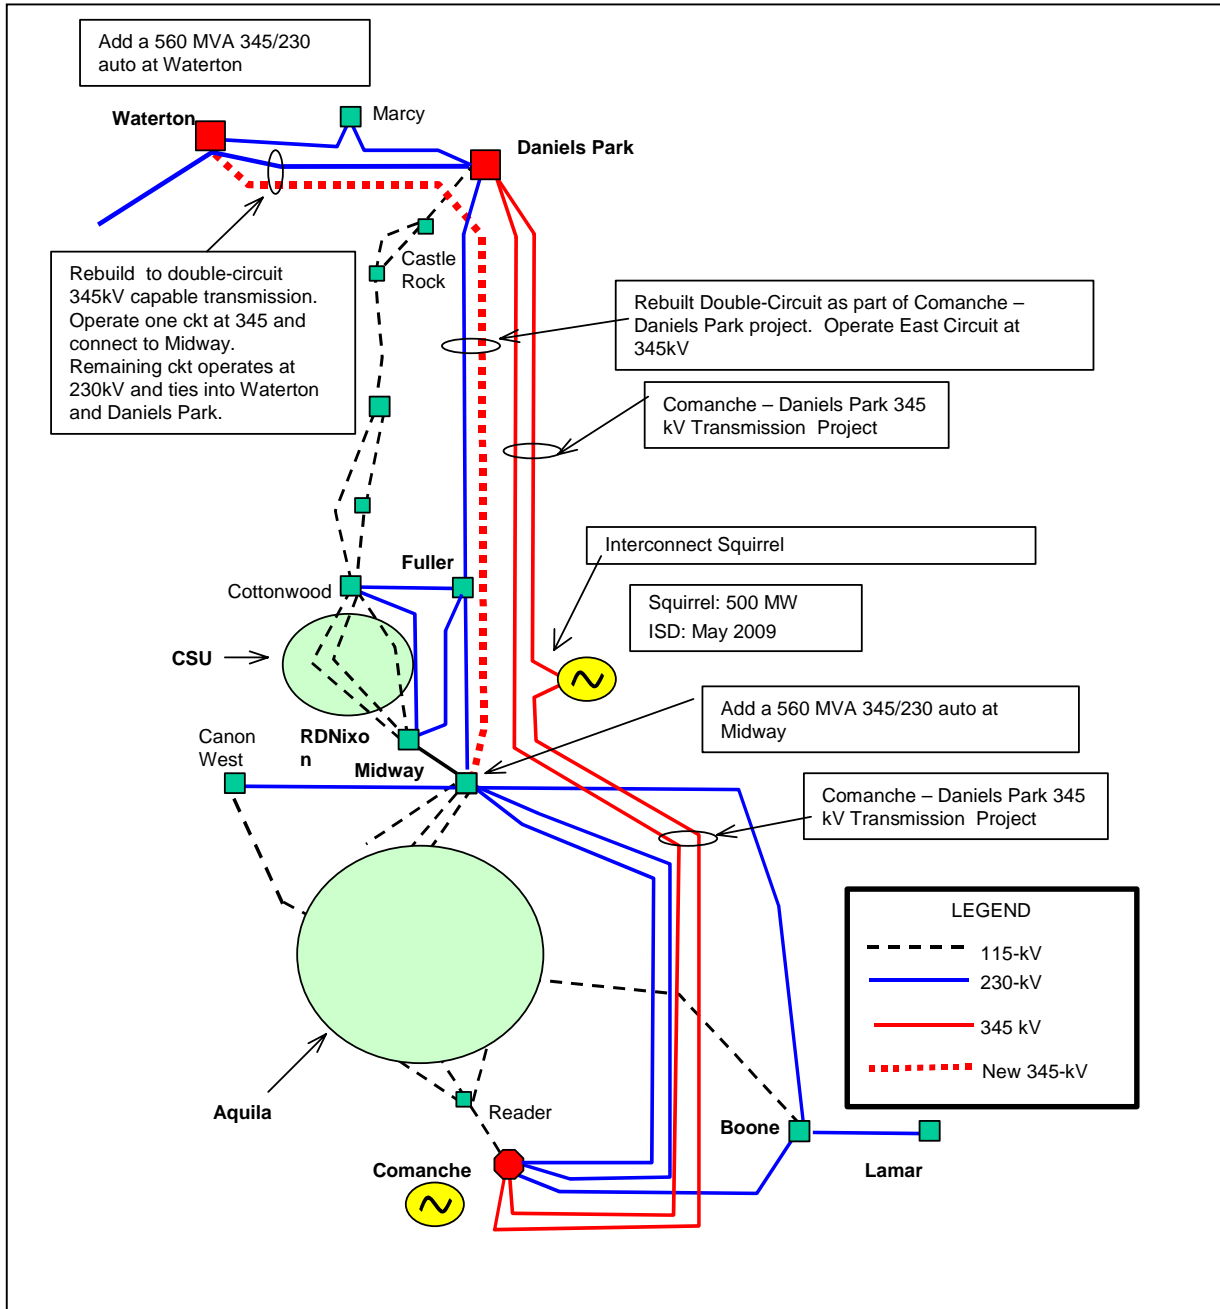 Add a 560 MVA 345/230
auto at Waterton
Marcy
Waterton
Daniels Park
Castle
Rock
Rebuild to double-circuit
345kV capable transmission.
Operate one ckt at 345 and
connect to Midway.
Remaining ckt operates at
230kV and ties into Waterton
and Daniels Park.
Rebuilt Double-Circuit as part of Comanche –
Daniels Park project. Operate East Circuit at
345kV
Comanche – Daniels Park 345
kV Transmission Project
Interconnect Squirrel
Fuller
Cottonwood
Squirrel: 500 MW
ISD: May 2009
CSU
Add a 560 MVA 345/230 auto at
Midway
Canon
West
RDNixo
n
Midway
Comanche – Daniels Park 345
kV Transmission Project
LEGEND
115-kV
230-kV
345 kV
New 345-kV
Aquila
Reader
Boone
Lamar
Comanche